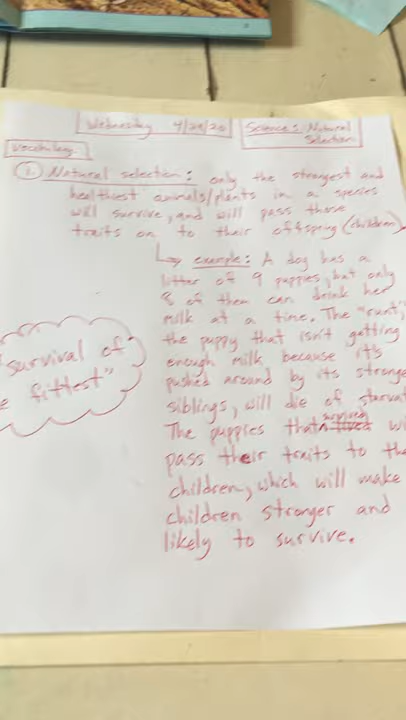 Wednesday 4/29/20
Science: Natural
Selection
Vocabulary:
1. Natural selection: only the strongest and
healthiest animals/plants in a species
will survive, and will pass those
traits on to their offspring (children).
example: A dog has a
litter of 9 puppies, but only
8 of them can drink her
milk at a time. The "runt,"
the puppy that isn't getting
enough milk because it's
pushed around by its stronge
siblings, will die of starvat
The puppies that survived wi
pass their traits to the
children, which will make
children stronger and
likely to survive.
"survival of
e fittest"